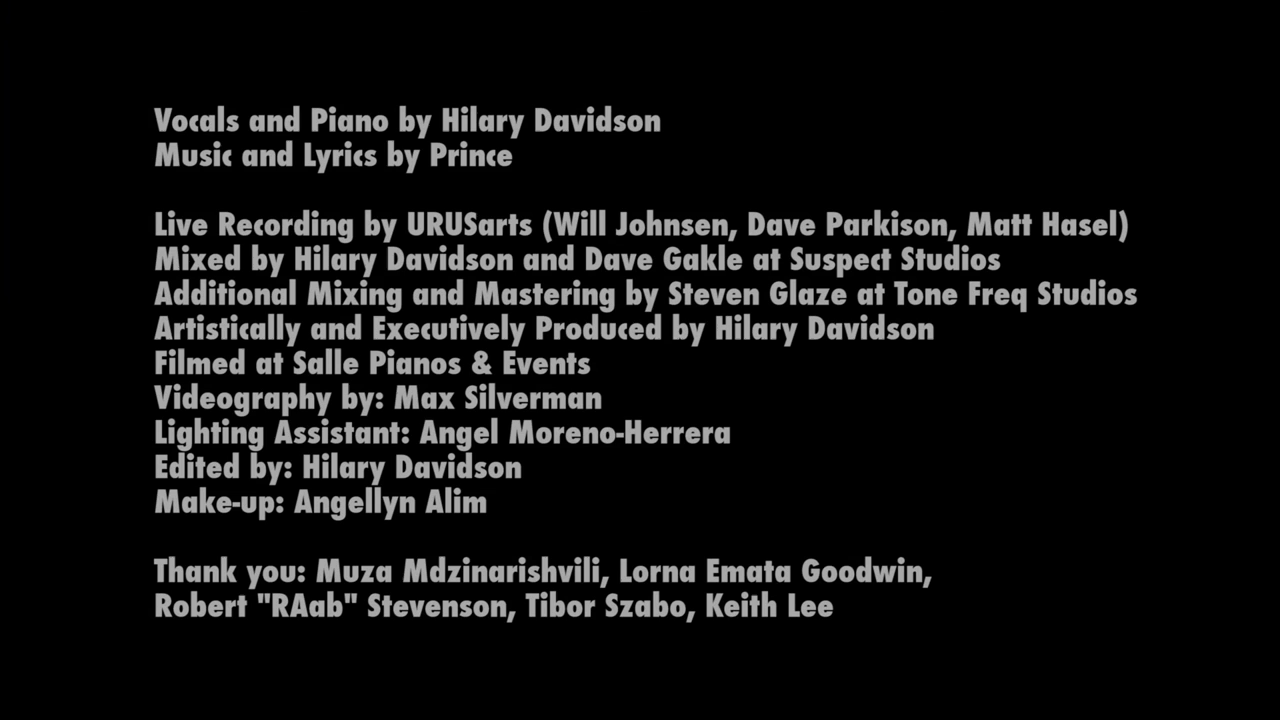 Vocals and Piano by Hilary Davidson
Music and Lyrics by Prince
Live Recording by URUSarts (Will Johnsen, Dave Parkison, Matt Hasel)
Mixed by Hilary Davidson and Dave Gakle at Suspect Studios
Additional Mixing and Mastering by Steven Glaze at Tone Freq Studios
Artistically and Executively Produced by Hilary Davidson
Filmed at Salle Pianos & Events
Videography by: Max Silverman
Lighting Assistant: Angel Moreno-Herrera
Edited by: Hilary Davidson
Make-up: Angellyn Alim
Thank you: Muza Mdzinarishvili, Lorna Emata Goodwin,
Robert "RAab" Stevenson, Tibor Szabo, Keith Lee